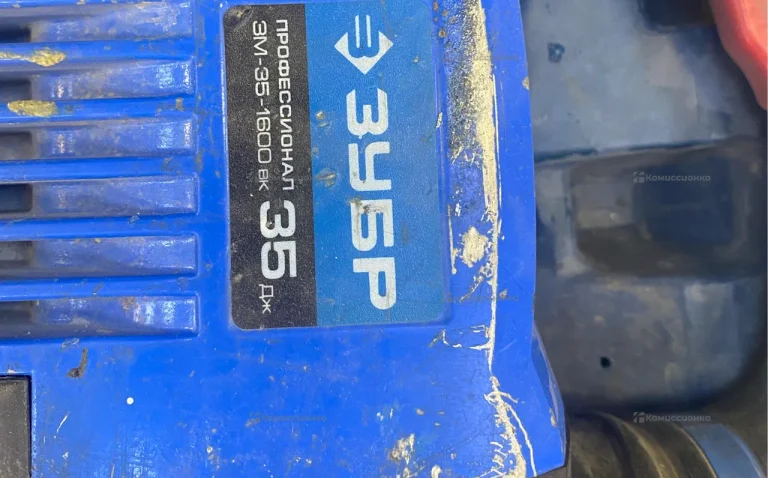 ЗУБР
ПРОФЕССИОНАЛ
ЗМ-35-1600 ВК
35 Дж
Комиссионка
Комиссионка